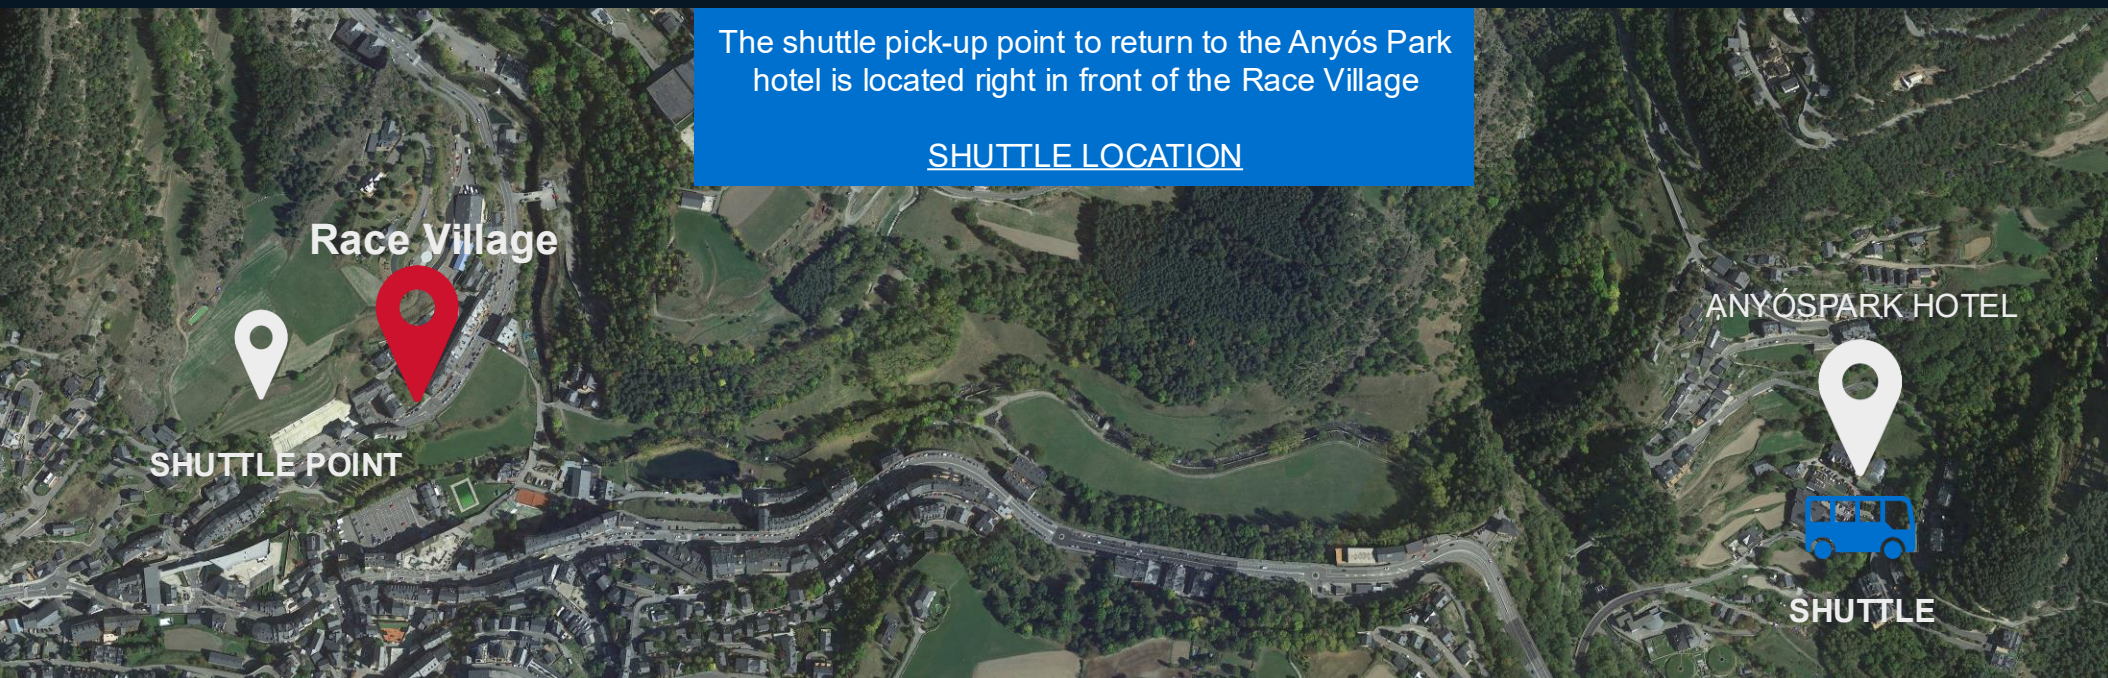 The shuttle pick-up point to return to the Anyós Park
hotel is located right in front of the Race Village
SHUTTLE LOCATION
Race Village
ANYÓSPARK HOTEL
SHUTTLE POINT
SHUTTLE